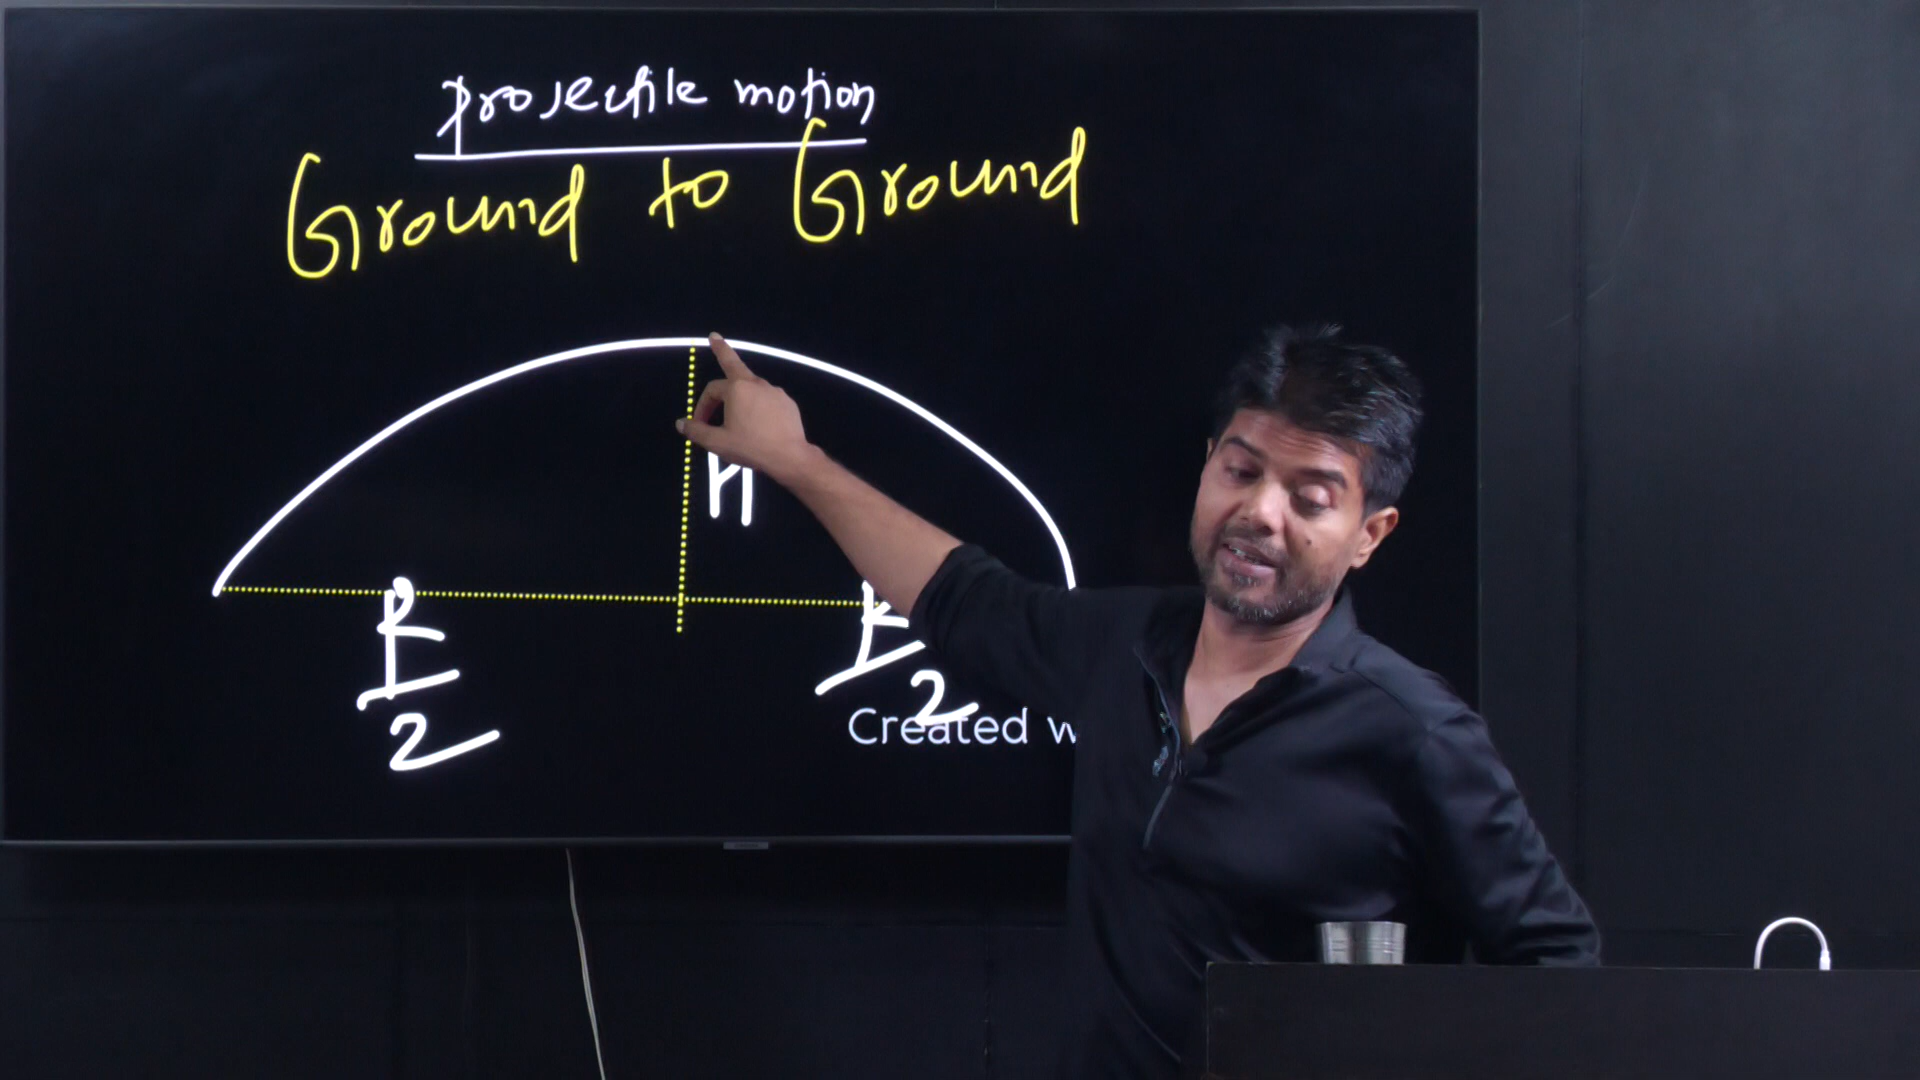 projectile motion
Ground to Ground
H
R R
2 2
Created w